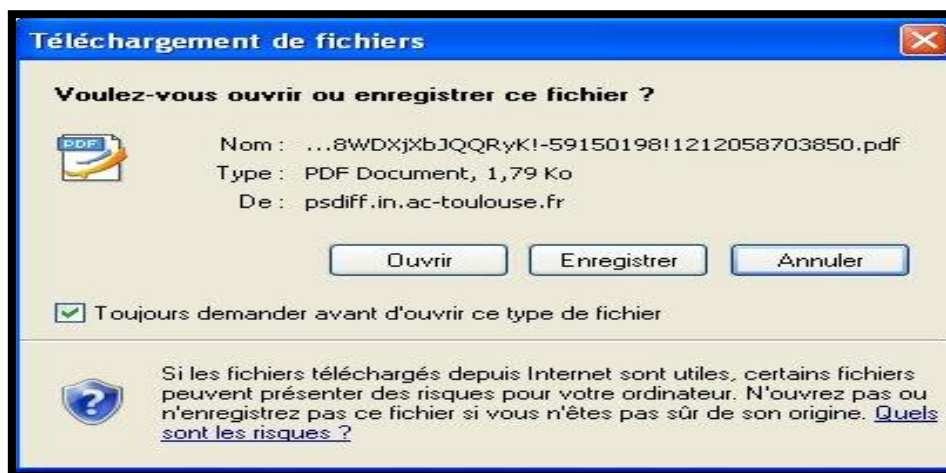 Téléchargement de fichiers
Voulez-vous ouvrir ou enregistrer ce fichier ?
PDF
Nom : ...8WDXjXbJQQRyK!-59150198!1212058703850.pdf
Type : PDF Document, 1,79 Ko
De : psdiff.in.ac-toulouse.fr
Ouvrir Enregistrer Annuler
Toujours demander avant d'ouvrir ce type de fichier
Si les fichiers téléchargés depuis Internet sont utiles, certains fichiers
peuvent présenter des risques pour votre ordinateur. N'ouvrez pas ou
n'enregistrez pas ce fichier si vous n'êtes pas sûr de son origine. Quels
sont les risques ?